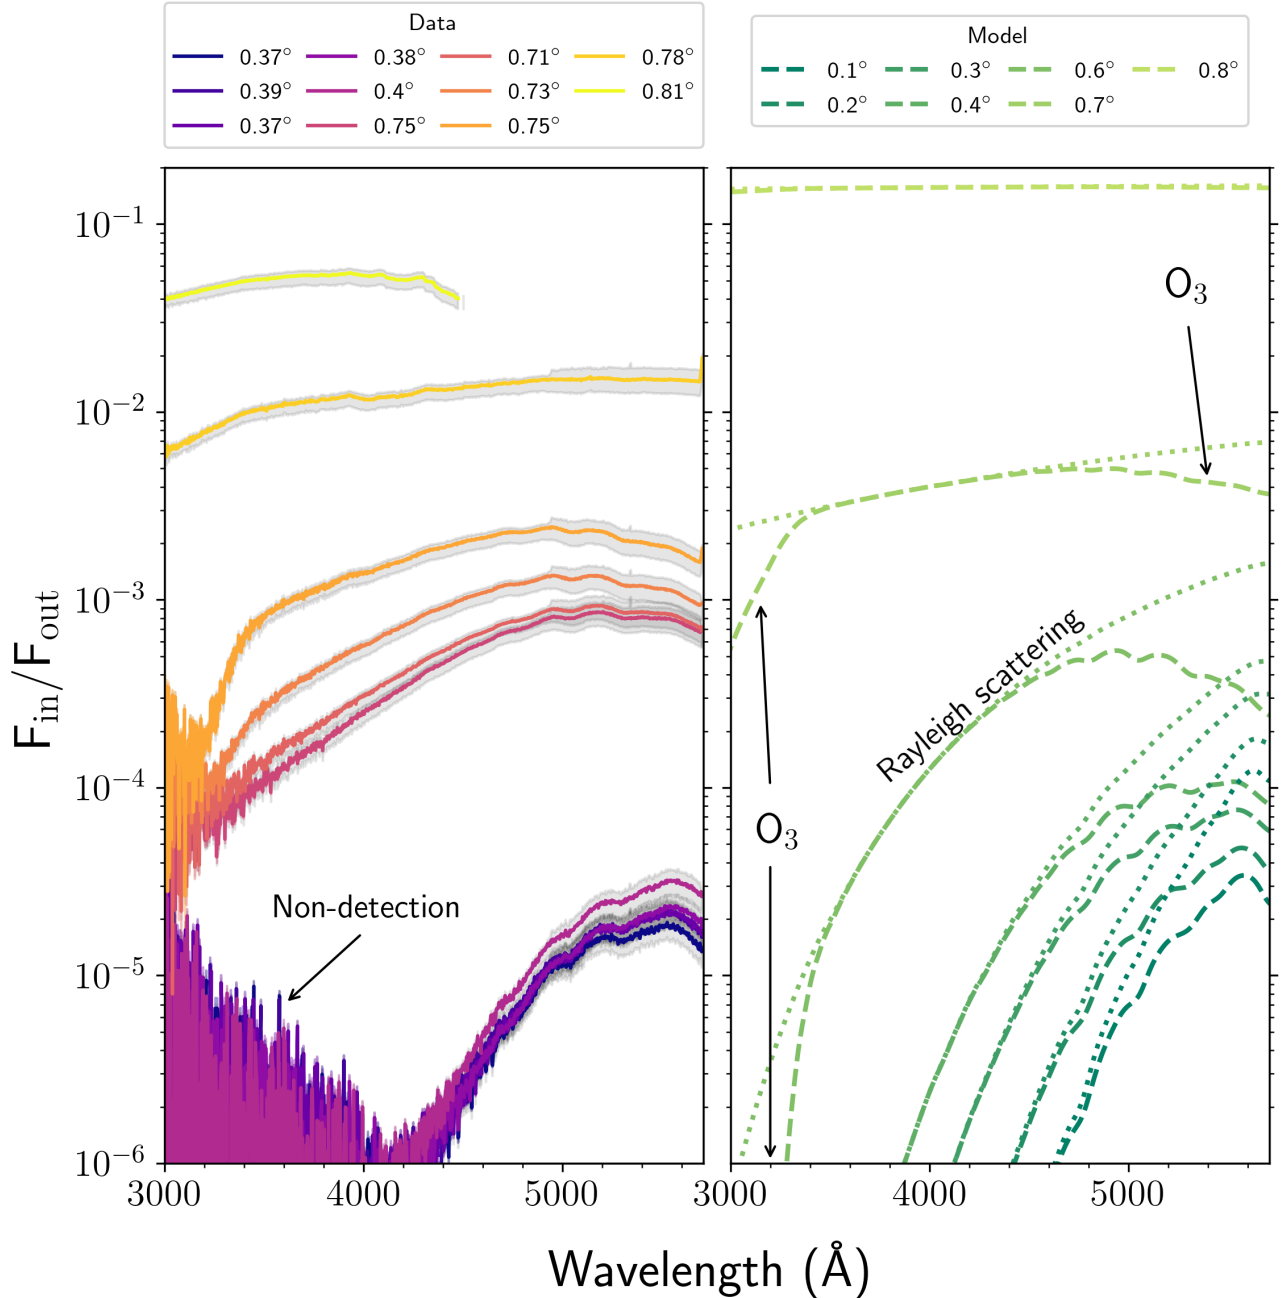 Data
0.37° 0.38° 0.71° 0.78°
0.39° 0.4° 0.73° 0.81°
0.37° 0.75° 0.75°
Model
0.1° 0.3° 0.6° 0.8°
0.2° 0.4° 0.7°
10⁻¹
10⁻²
10⁻³
10⁻⁴
10⁻⁵
10⁻⁶
F_in/F_out
Non-detection
O₃
Rayleigh scattering
O₃
3000 4000 5000
3000 4000 5000
Wavelength (Å)